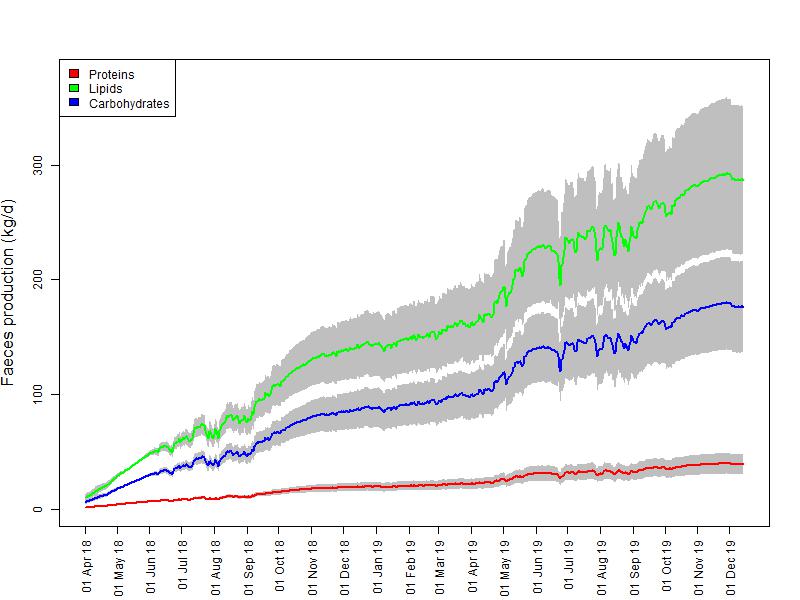 Proteins
Lipids
Carbohydrates
Faeces production (kg/d)
300
200
100
0
01 Apr 18
01 May 18
01 Jun 18
01 Jul 18
01 Aug 18
01 Sep 18
01 Oct 18
01 Nov 18
01 Dec 18
01 Jan 19
01 Feb 19
01 Mar 19
01 Apr 19
01 May 19
01 Jun 19
01 Jul 19
01 Aug 19
01 Sep 19
01 Oct 19
01 Nov 19
01 Dec 19